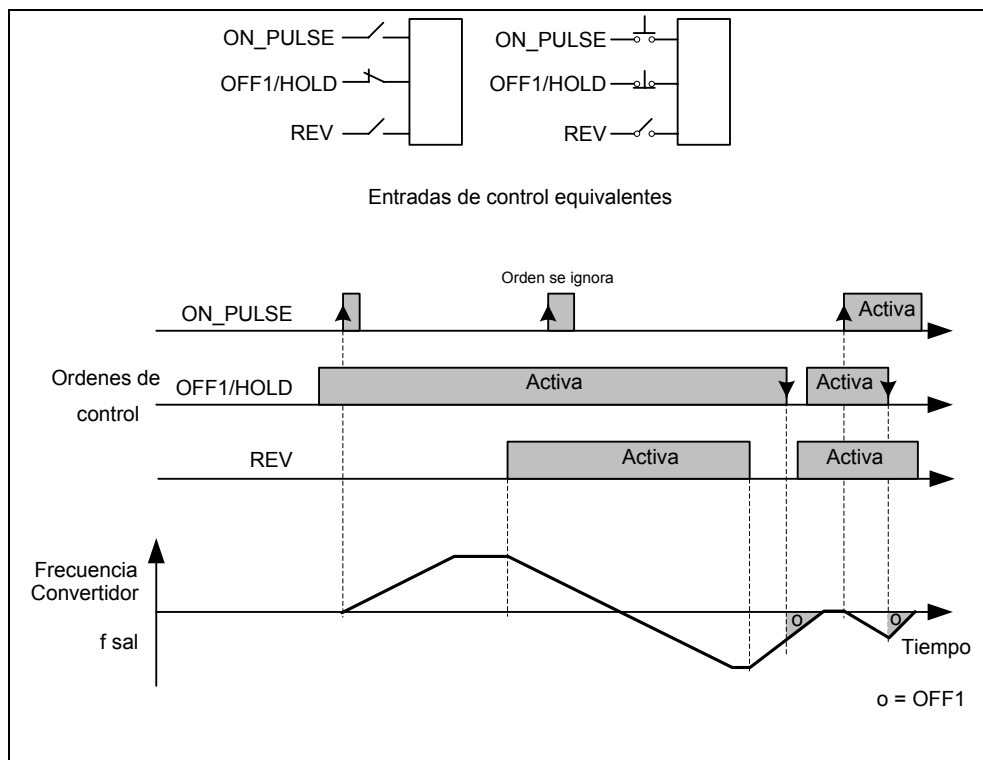 ON_PULSE
OFF1/HOLD
REV
ON_PULSE
OFF1/HOLD
REV
Entradas de control equivalentes
Orden se ignora
ON_PULSE
Activa
Ordenes de
control
OFF1/HOLD
Activa
Activa
REV
Activa
Activa
Frecuencia
Convertidor
f sal
o
o
Tiempo
o = OFF1